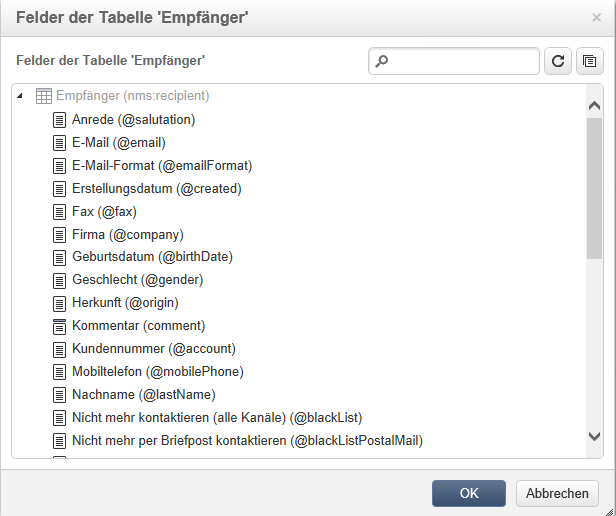 Felder der Tabelle 'Empfänger'
Felder der Tabelle 'Empfänger'
Empfänger (nms:recipient)
Anrede (@salutation)
E-Mail (@email)
E-Mail-Format (@emailFormat)
Erstellungsdatum (@created)
Fax (@fax)
Firma (@company)
Geburtsdatum (@birthDate)
Geschlecht (@gender)
Herkunft (@origin)
Kommentar (comment)
Kundennummer (@account)
Mobiltelefon (@mobilePhone)
Nachname (@lastName)
Nicht mehr kontaktieren (alle Kanäle) (@blackList)
Nicht mehr per Briefpost kontaktieren (@blackListPostalMail)
OK
Abbrechen